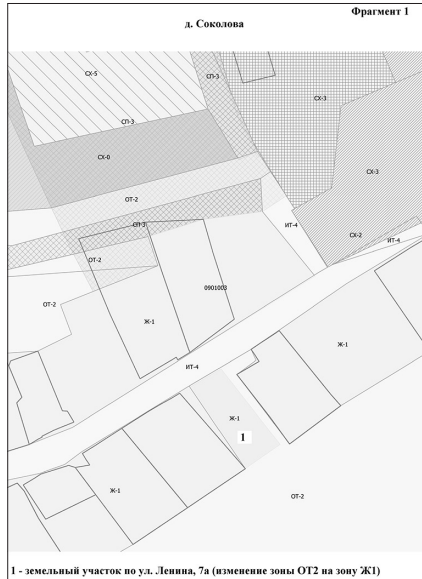 Фрагмент 1
д. Соколова
СХ-5
СП-3
СХ-3
СП-3
СХ-0
СХ-3
ОТ-2
СП-3
ИТ-4
СХ-2
ИТ-4
ОТ-2
0901003
ОТ-2
Ж-1
Ж-1
ИТ-4
Ж-1
1
Ж-1
ОТ-2
1 - земельный участок по ул. Ленина, 7а (изменение зоны ОТ2 на зону Ж1)